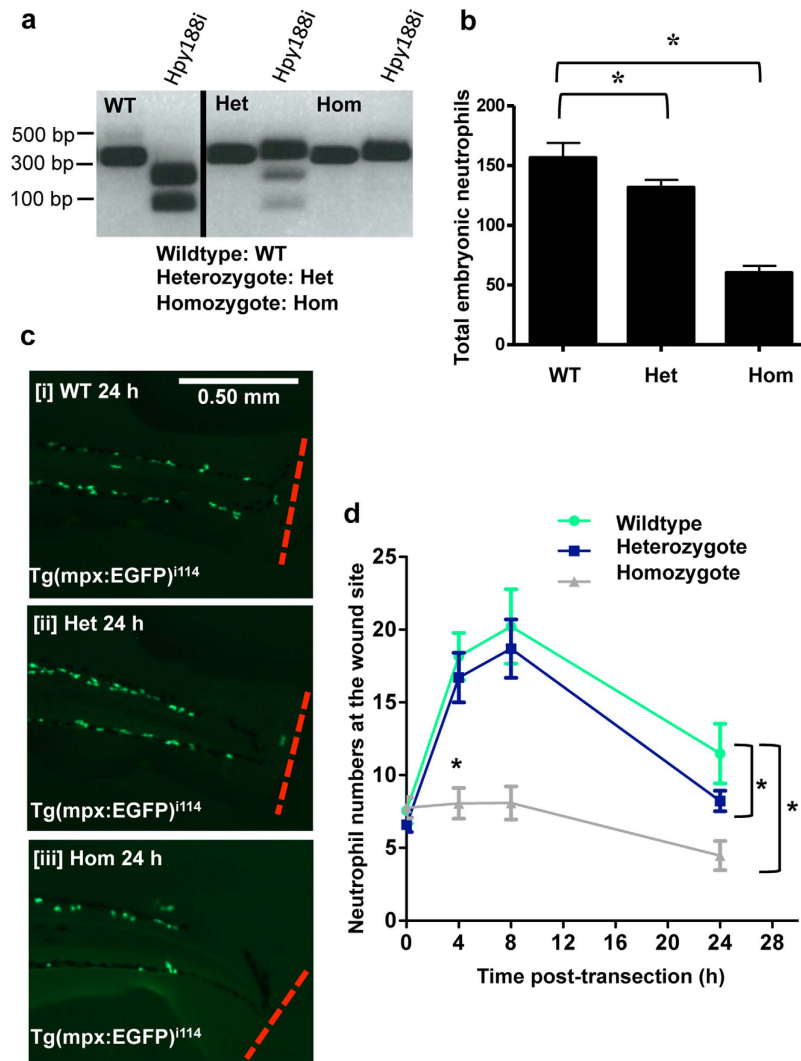 a
Hpy188i
Hpy188i
Hpy188i
WT
Het
Hom
500 bp
300 bp
100 bp
Wildtype: WT
Heterozygote: Het
Homozygote: Hom
b
*
*
Total embryonic neutrophils
200
150
100
50
0
WT Het Hom
c
[i] WT 24 h
0.50 mm
Tg(mpx:EGFP)i114
[ii] Het 24 h
Tg(mpx:EGFP)i114
[iii] Hom 24 h
Tg(mpx:EGFP)i114
d
Wildtype
Heterozygote
Homozygote
Neutrophil numbers at the wound site
25
20
15
10
5
0
*
*
*
0 4 8 12 16 20 24 28
Time post-transection (h)